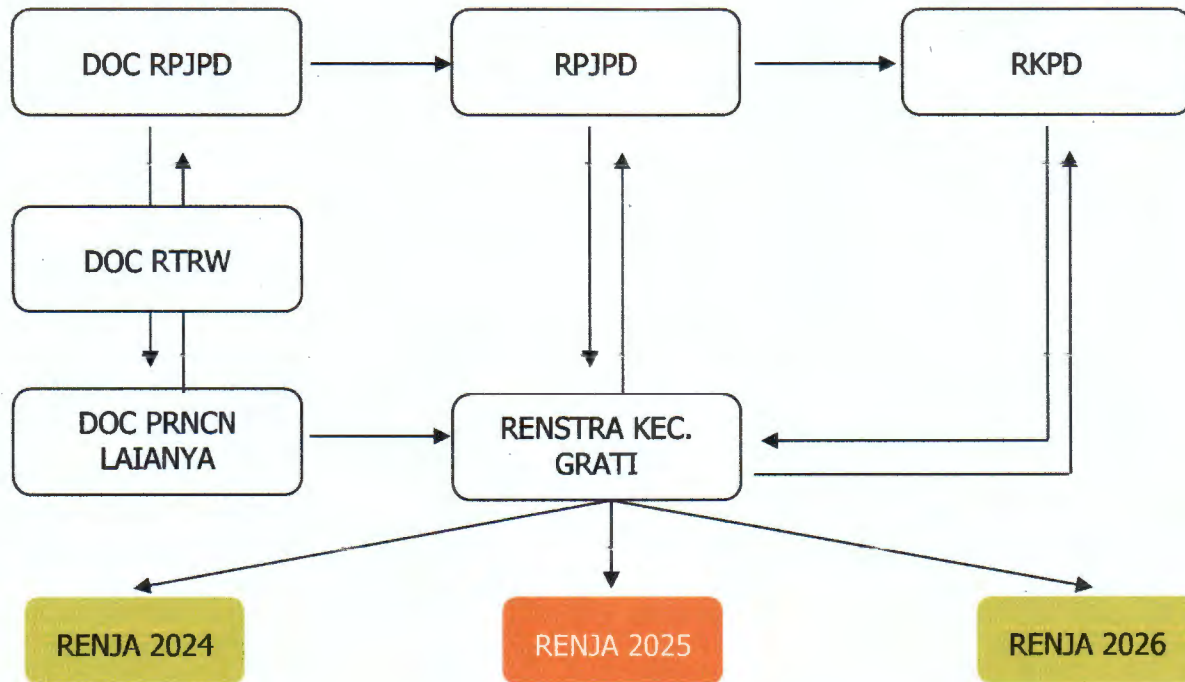 DOC RPJPD
RPJPD
RKPD
DOC RTRW
DOC PRNCN
LAIANYA
RENSTRA KEC.
GRATI
RENJA 2024
RENJA 2025
RENJA 2026